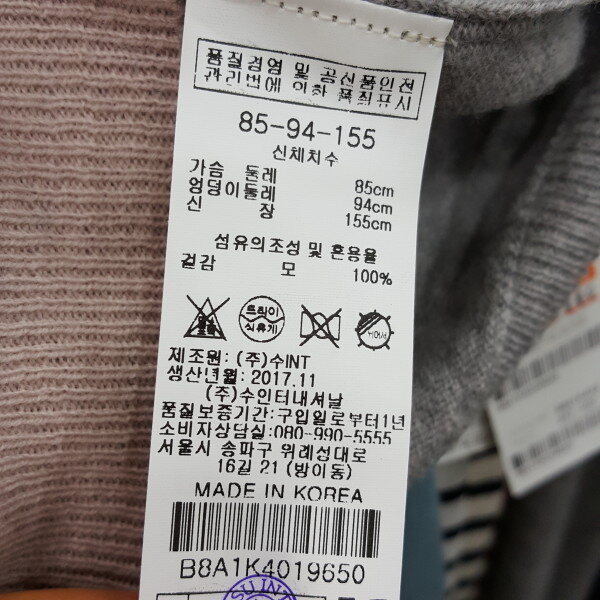 품질경영 및 공산품안전
관리법에 의한 품질표시
85-94-155
신체치수
가슴 둘레 85cm
엉덩이둘레 94cm
신 장 155cm
섬유의조성 및 혼용율
겉감 모 100%
드라이
석유계
제조원: (주)수INT
생산년월: 2017.11
(주)수인터내셔날
품질보증기간:구입일로부터1년
소비자상담실:080-990-5555
서울시 송파구 위례성대로
16길 21 (방이동)
MADE IN KOREA
B8A1K4019650
SU INT